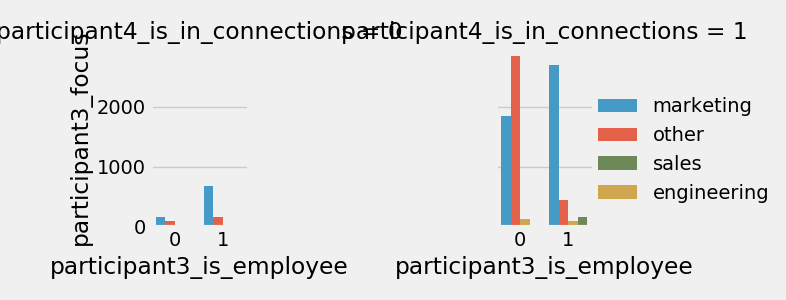 participant4_is_in_connections = 0
participant4_is_in_connections = 1
participant3_focus
2000
1000
0
0 1
0 1
participant3_is_employee
participant3_is_employee
marketing
other
sales
engineering